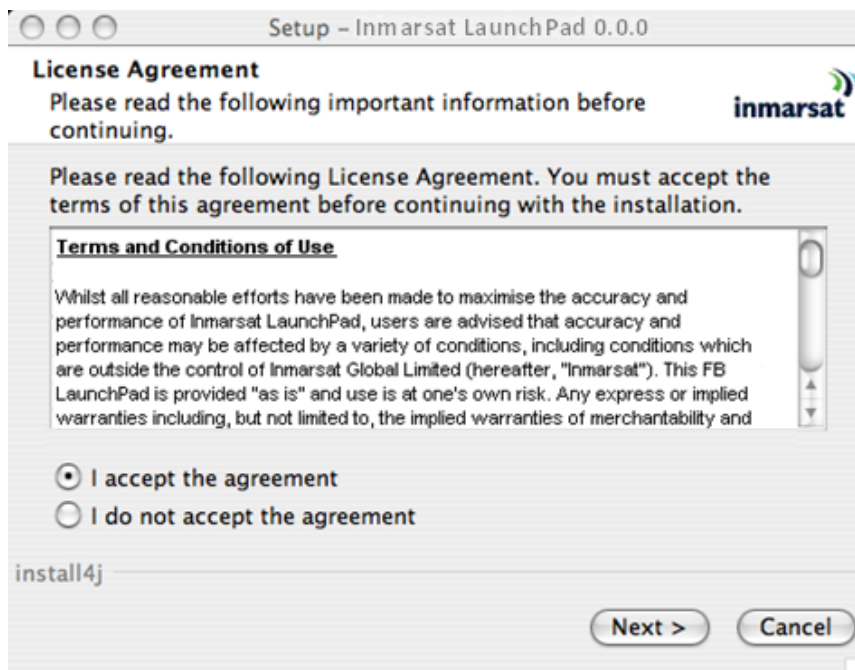 Setup – Inmarsat LaunchPad 0.0.0
License Agreement
Please read the following important information before
continuing.
inmarsat
Please read the following License Agreement. You must accept the
terms of this agreement before continuing with the installation.
Terms and Conditions of Use
Whilst all reasonable efforts have been made to maximise the accuracy and
performance of Inmarsat LaunchPad, users are advised that accuracy and
performance may be affected by a variety of conditions, including conditions which
are outside the control of Inmarsat Global Limited (hereafter, "Inmarsat"). This FB
LaunchPad is provided "as is" and use is at one's own risk. Any express or implied
warranties including, but not limited to, the implied warranties of merchantability and
I accept the agreement
I do not accept the agreement
install4j
Next >
Cancel